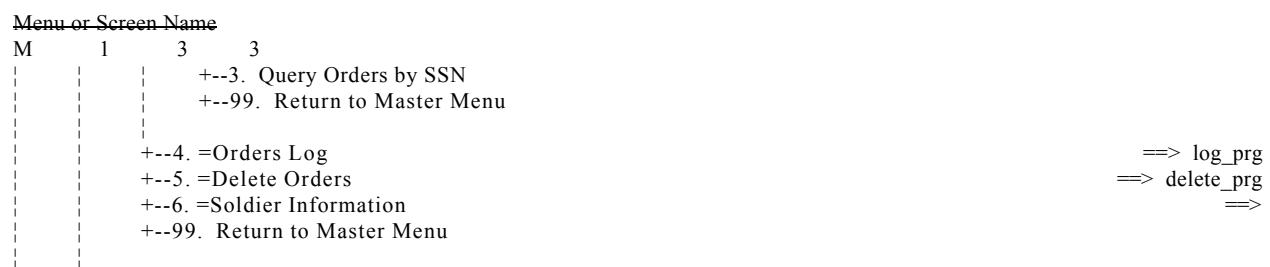 Menu or Screen Name
M 1 3 3
¦ ¦ ¦ +--3. Query Orders by SSN
¦ ¦ ¦ +--99. Return to Master Menu
¦ ¦ ¦
¦ ¦ +--4. =Orders Log ==> log_prg
¦ ¦ +--5. =Delete Orders ==> delete_prg
¦ ¦ +--6. =Soldier Information ==>
¦ ¦ +--99. Return to Master Menu
¦ ¦